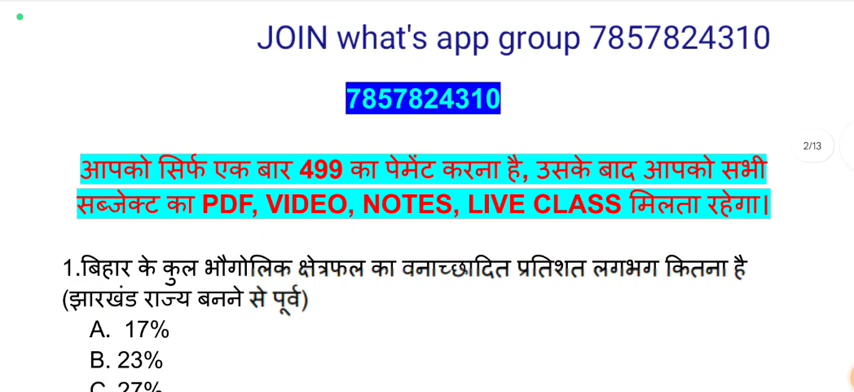 JOIN what's app group 7857824310
7857824310
2/13
आपको सिर्फ एक बार 499 का पेमेंट करना है, उसके बाद आपको सभी
सब्जेक्ट का PDF, VIDEO, NOTES, LIVE CLASS मिलता रहेगा|
1.बिहार के कुल भौगोलिक क्षेत्रफल का वनाच्छादित प्रतिशत लगभग कितना है
(झारखंड राज्य बनने से पूर्व)
A. 17%
B. 23%
C. 27%